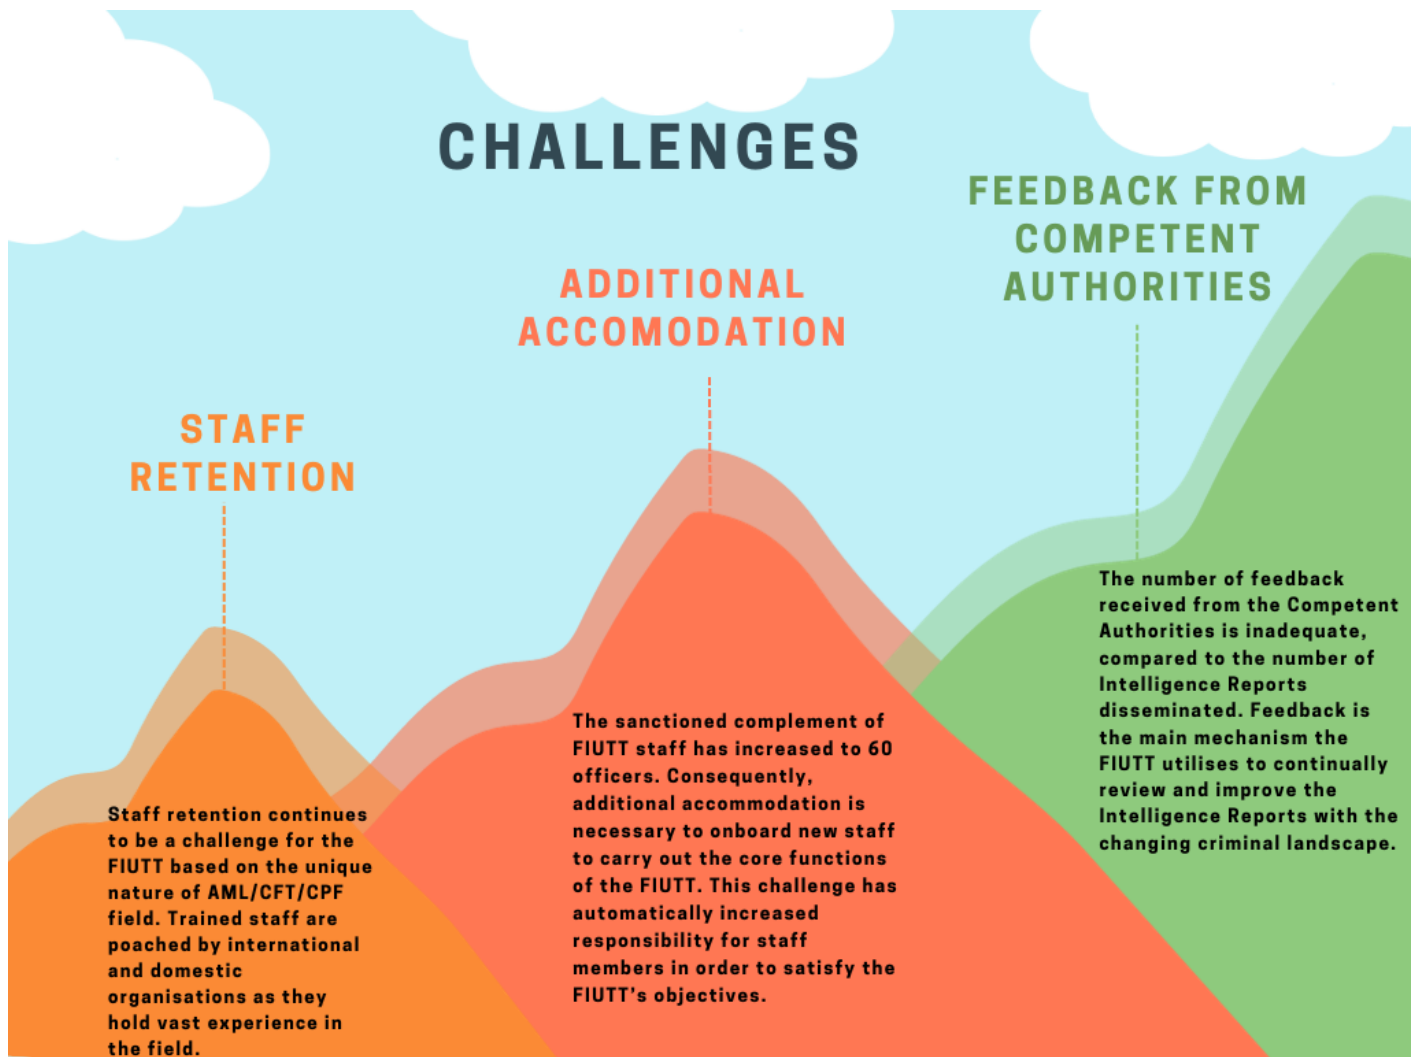 CHALLENGES
STAFF
RETENTION
Staff retention continues
to be a challenge for the
FIUTT based on the unique
nature of AML/CFT/CPF
field. Trained staff are
poached by international
and domestic
organisations as they
hold vast experience in
the field.
ADDITIONAL
ACCOMODATION
The sanctioned complement of
FIUTT staff has increased to 60
officers. Consequently,
additional accommodation is
necessary to onboard new staff
to carry out the core functions
of the FIUTT. This challenge has
automatically increased
responsibility for staff
members in order to satisfy the
FIUTT's objectives.
FEEDBACK FROM
COMPETENT
AUTHORITIES
The number of feedback
received from the Competent
Authorities is inadequate,
compared to the number of
Intelligence Reports
disseminated. Feedback is
the main mechanism the
FIUTT utilises to continually
review and improve the
Intelligence Reports with the
changing criminal landscape.